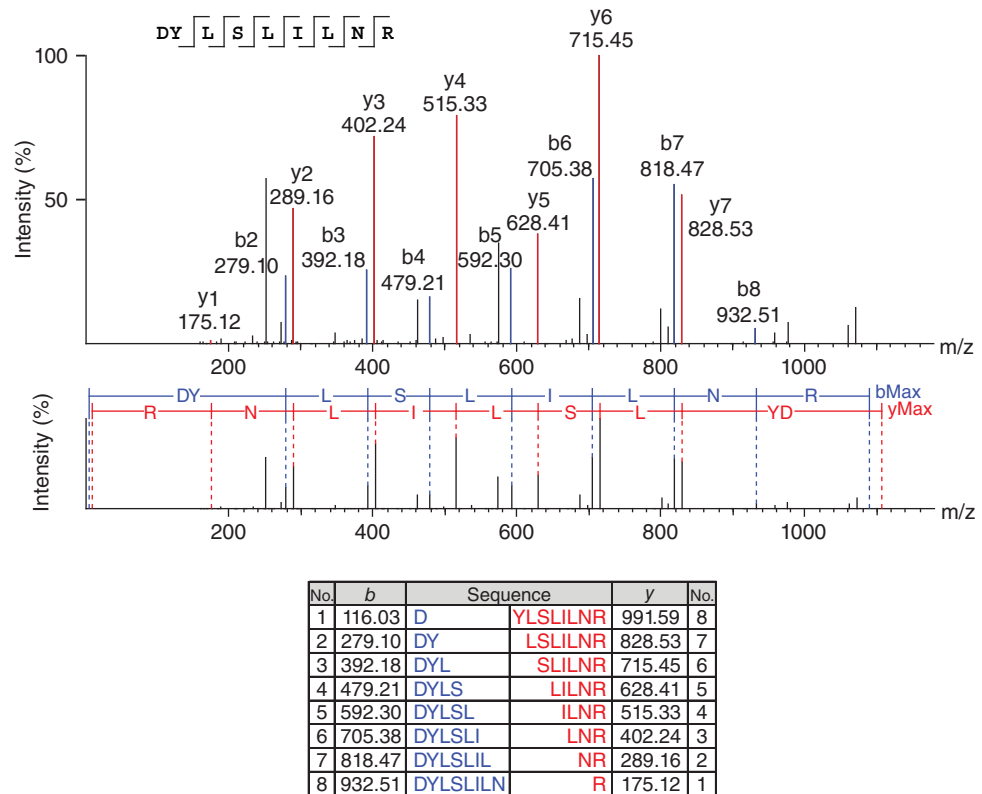 DY L S L I L N R
Intensity (%)
100
50
y1
175.12
b2
279.10
y2
289.16
b3
392.18
y3
402.24
b4
479.21
y4
515.33
b5
592.30
y5
628.41
b6
705.38
y6
715.45
b7
818.47
y7
828.53
b8
932.51
200 400 600 800 1000
m/z
Intensity (%)
DY L S L I L N R bMax
R N L I L S L YD yMax
200 400 600 800 1000
m/z
No. b Sequence y No.
1 116.03 D YLSLILNR 991.59 8
2 279.10 DY LSLILNR 828.53 7
3 392.18 DYL SLILNR 715.45 6
4 479.21 DYLS LILNR 628.41 5
5 592.30 DYLSL ILNR 515.33 4
6 705.38 DYLSLI LNR 402.24 3
7 818.47 DYLSLIL NR 289.16 2
8 932.51 DYLSLILN R 175.12 1